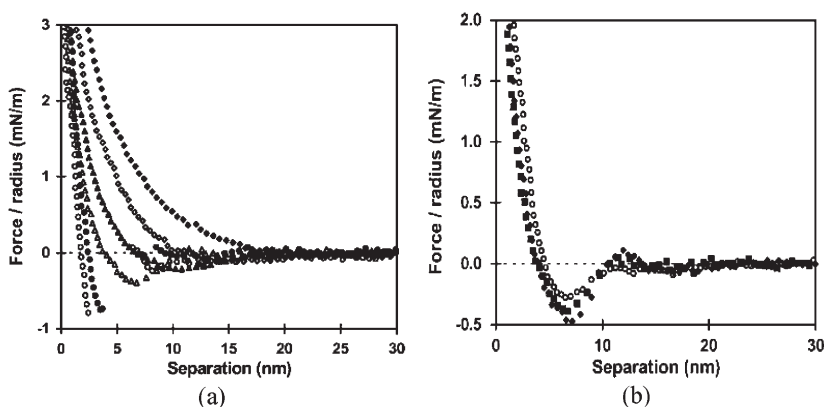 3
2
1
0
-1
Force / radius (mN/m)
0 5 10 15 20 25 30
Separation (nm)
(a)
2.0
1.5
1.0
0.5
0.0
-0.5
Force / radius (mN/m)
0 10 20 30
Separation (nm)
(b)